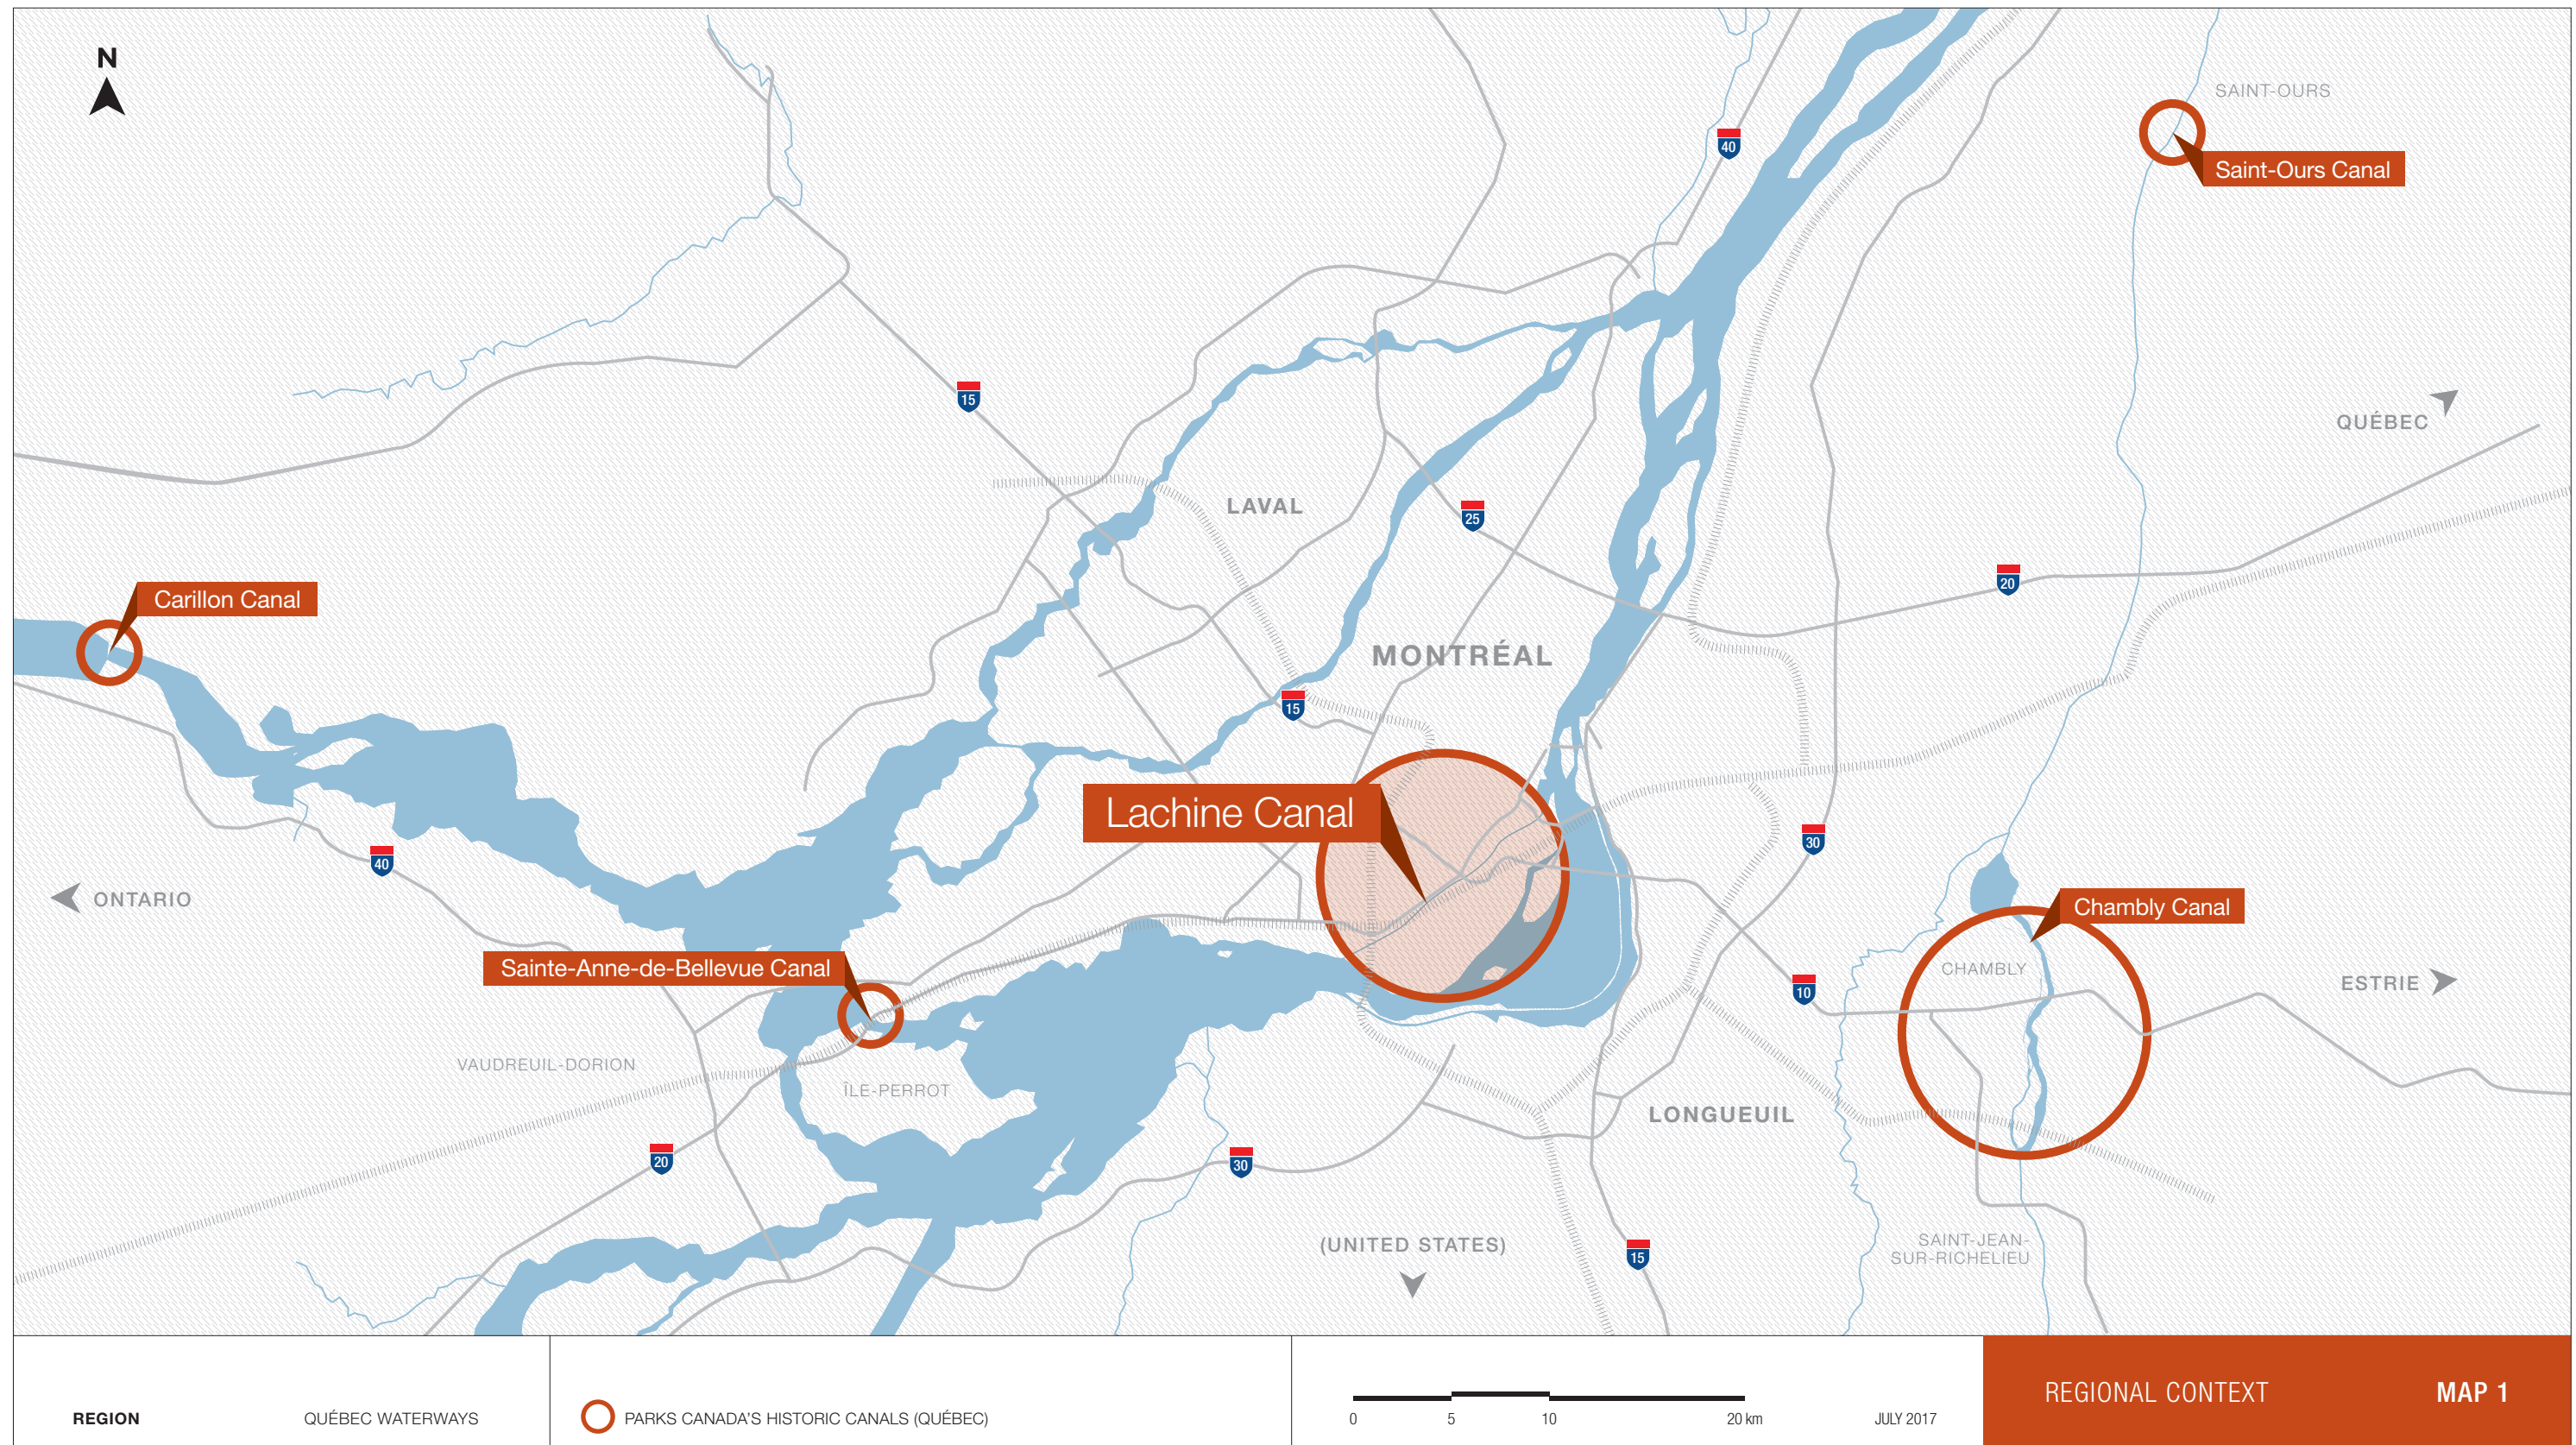 N
SAINT-OURS
40
Saint-Ours Canal
15
QUÉBEC
LAVAL
25
20
Carillon Canal
MONTRÉAL
15
Lachine Canal
30
40
ONTARIO
Chambly Canal
Sainte-Anne-de-Bellevue Canal
CHAMBLY
ESTRIE
10
VAUDREUIL-DORION
ÎLE-PERROT
LONGUEUIL
20
30
(UNITED STATES)
15
SAINT-JEAN-
SUR-RICHELIEU
REGION
QUÉBEC WATERWAYS
PARKS CANADA'S HISTORIC CANALS (QUÉBEC)
0 5 10 20 km
JULY 2017
REGIONAL CONTEXT MAP 1